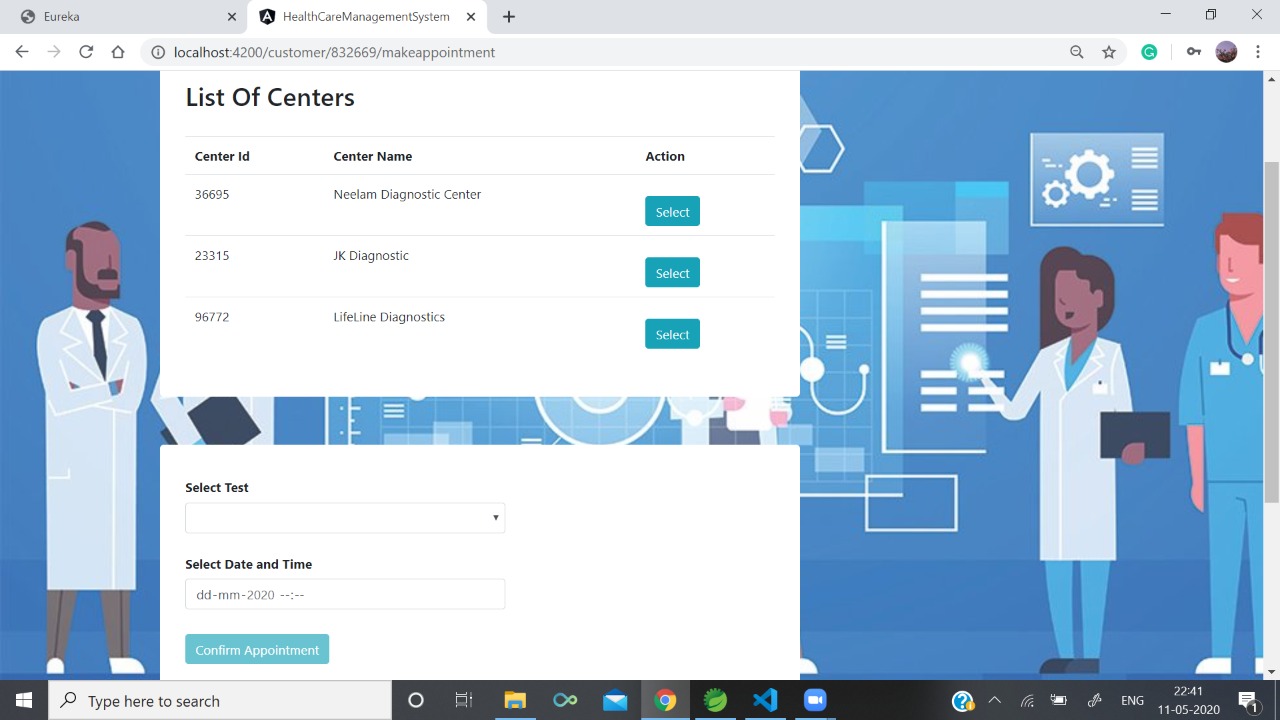 Eureka
HealthCareManagementSystem
localhost:4200/customer/832669/makeappointment
List Of Centers
Center Id Center Name Action
36695 Neelam Diagnostic Center Select
23315 JK Diagnostic Select
96772 LifeLine Diagnostics Select
Select Test
Select Date and Time
dd-mm-2020 --:--
Confirm Appointment
Type here to search
ENG
22:41
11-05-2020
1